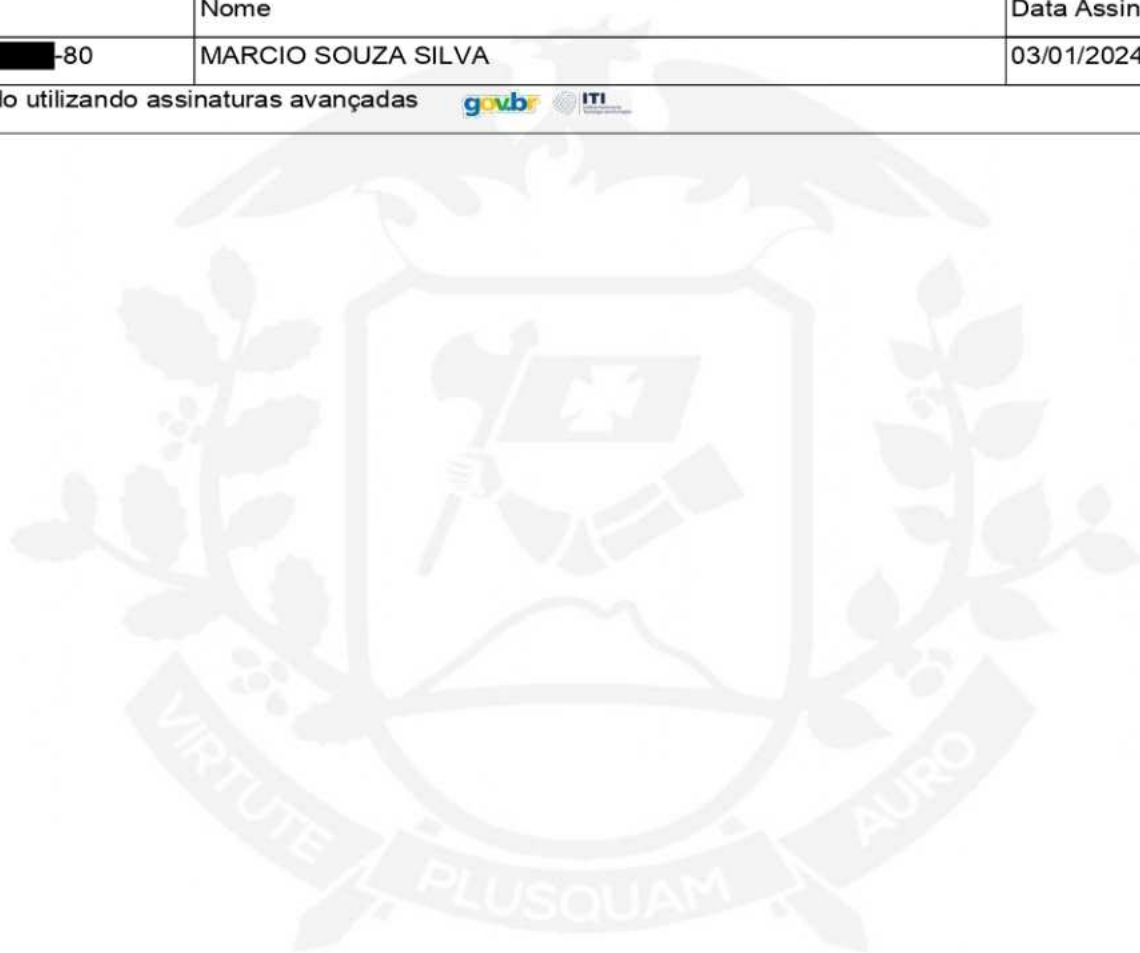 Nome Data Assin
-80 MARCIO SOUZA SILVA 03/01/2024
do utilizando assinaturas avançadas gov.br ITI
VIRTUTE PLUSQUAM AURO